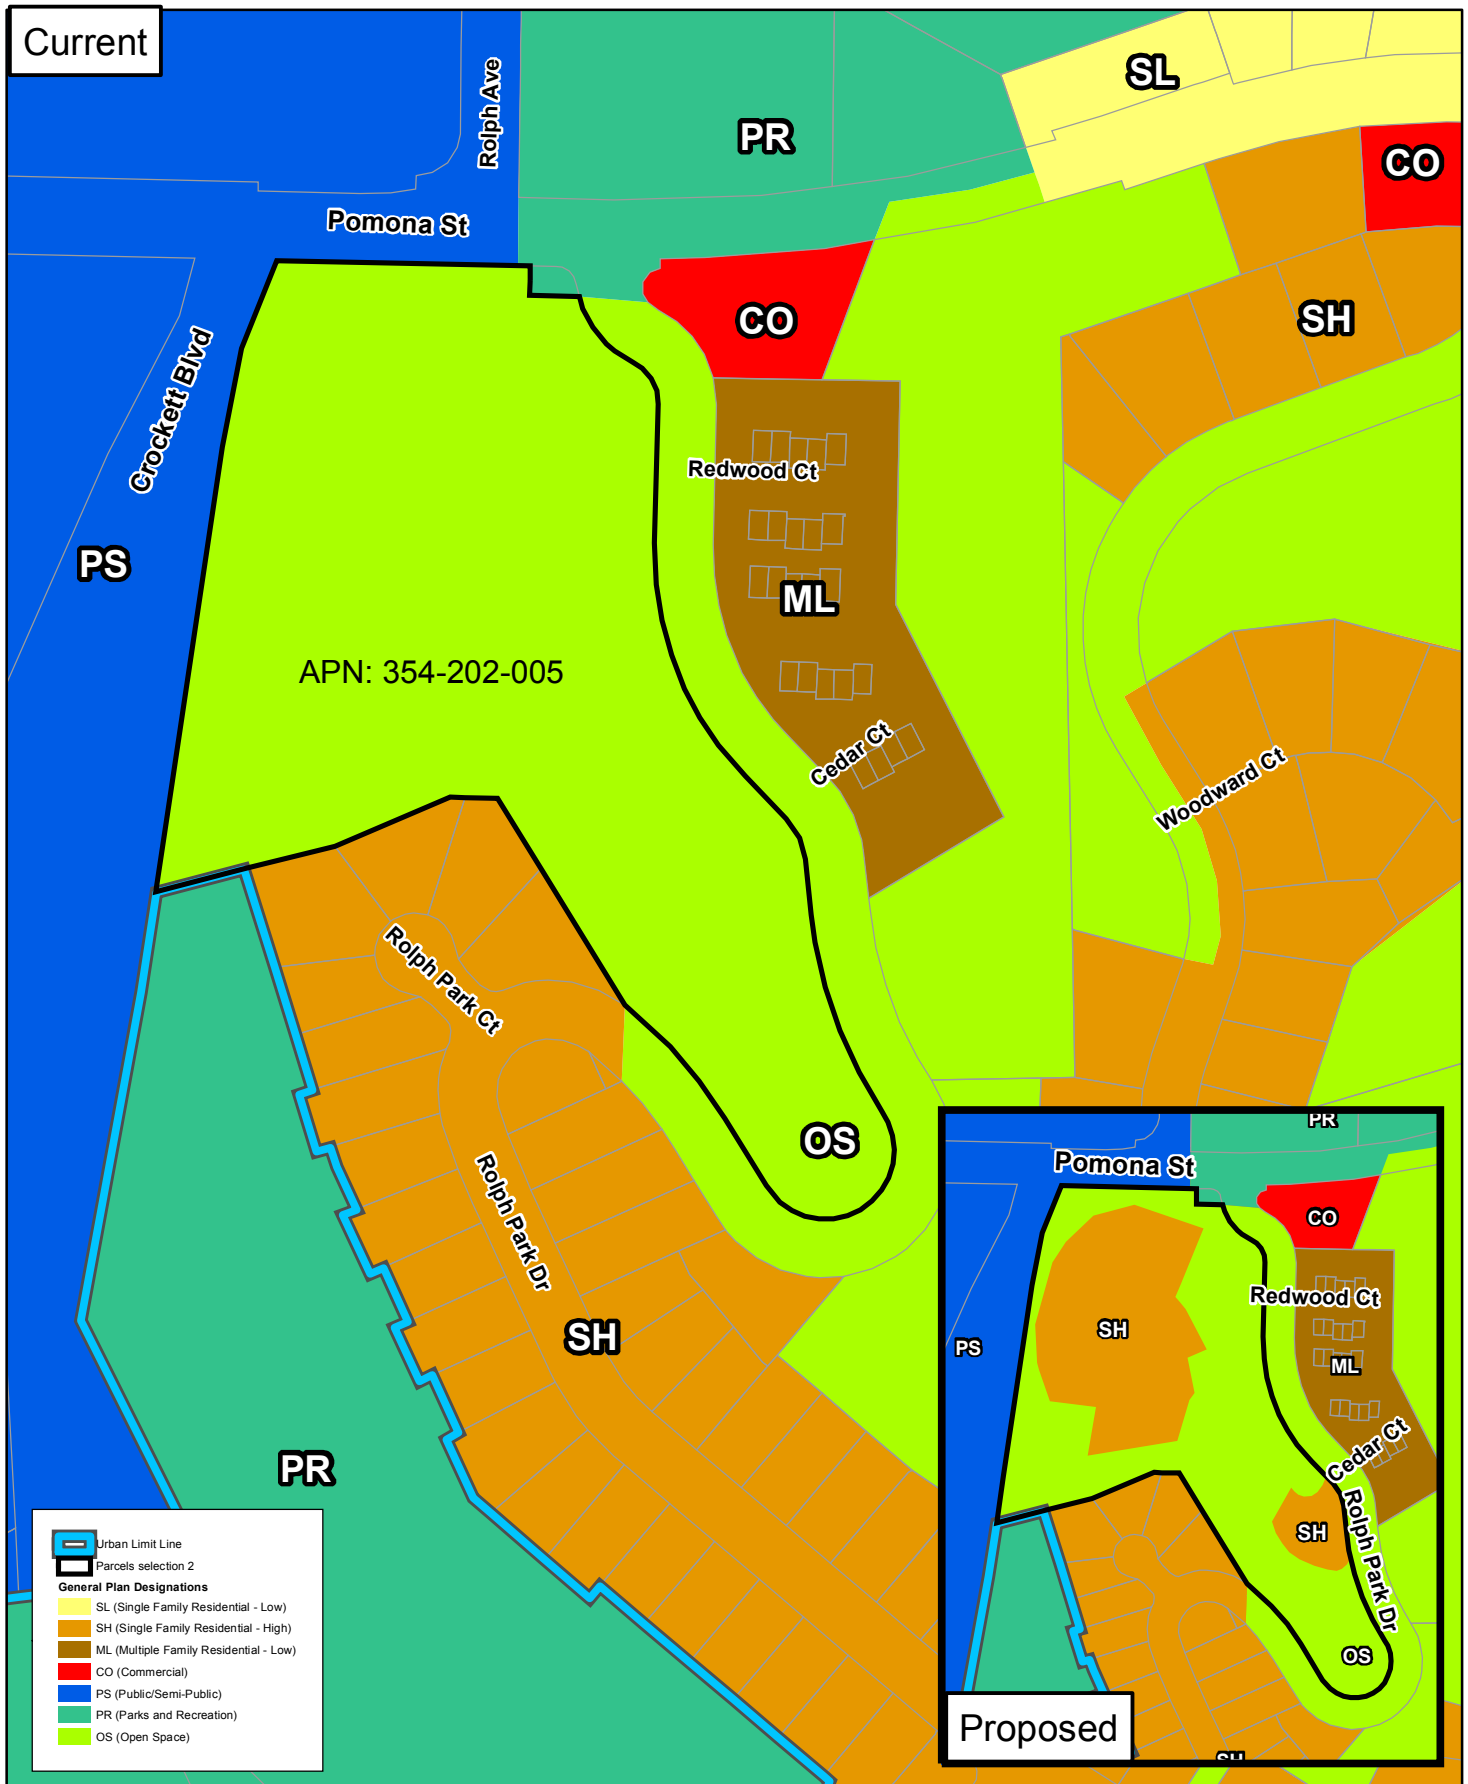 Current
Rolph Ave
SL
PR
CO
Pomona St
CO
SH
Crockett Blvd
Redwood Ct
PS
ML
APN: 354-202-005
Cedar Ct
Woodward Ct
Rolph Park Ct
OS
Rolph Park Dr
SH
PR
Urban Limit Line
Parcels selection 2
General Plan Designations
SL (Single Family Residential - Low)
SH (Single Family Residential - High)
ML (Multiple Family Residential - Low)
CO (Commercial)
PS (Public/Semi-Public)
PR (Parks and Recreation)
OS (Open Space)
PR
Pomona St
CO
Redwood Ct
SH
PS
ML
Cedar Ct
SH
Rolph Park Dr
OS
Proposed
SH